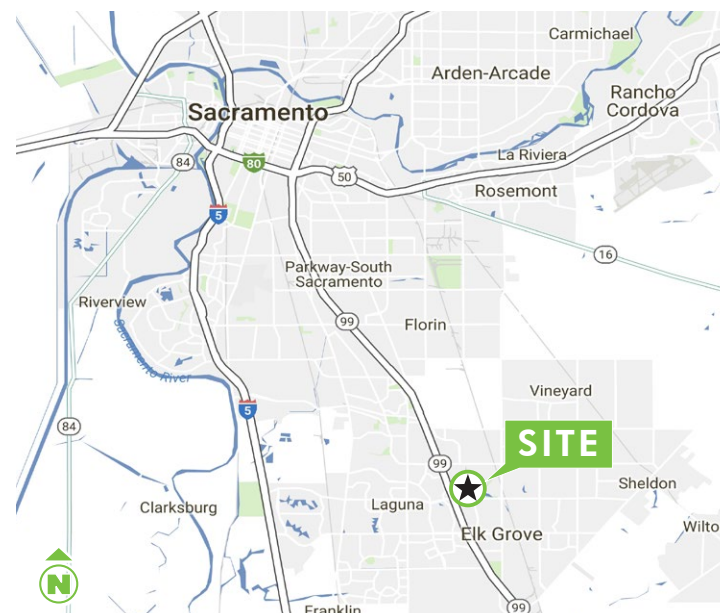 Carmichael
Arden-Arcade
Rancho
Cordova
Sacramento
La Riviera
84
80
50
Rosemont
5
16
Parkway-South
Sacramento
Riverview
99
Florin
Sacramento River
Vineyard
5
84
SITE
99
Sheldon
Laguna
Clarksburg
Elk Grove
Wilto
N
99
Franklin